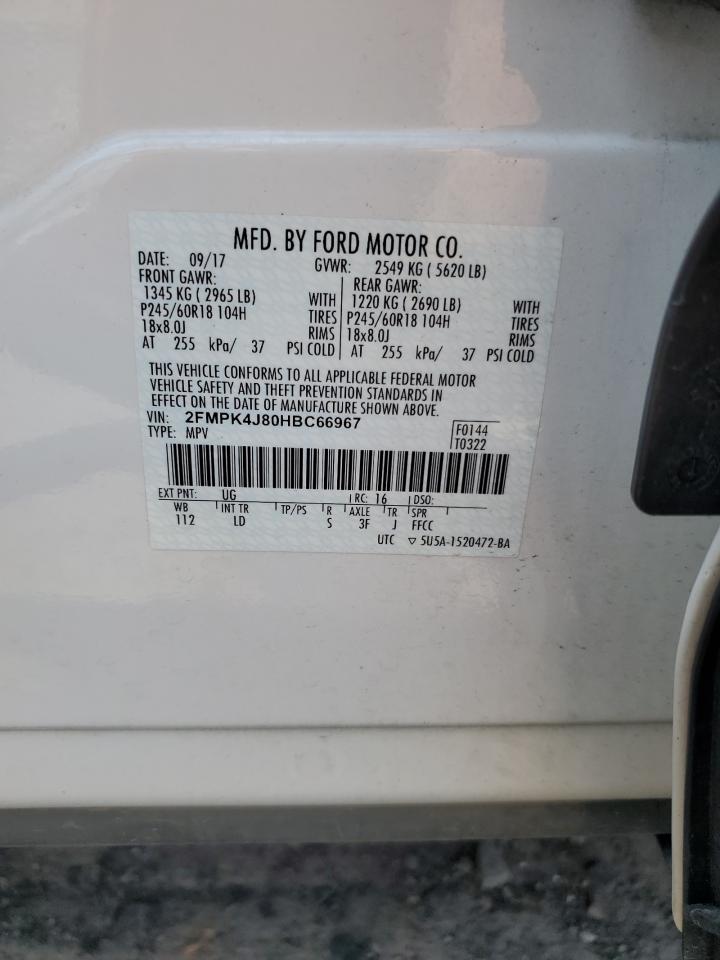 MFD. BY FORD MOTOR CO.
DATE: 09/17 GVWR: 2549 KG ( 5620 LB)
FRONT GAWR: REAR GAWR:
1345 KG ( 2965 LB) WITH 1220 KG ( 2690 LB) WITH
P245/60R18 104H TIRES P245/60R18 104H TIRES
18x8.0J RIMS 18x8.0J RIMS
AT 255 kPa/ 37 PSI COLD AT 255 kPa/ 37 PSI COLD
THIS VEHICLE CONFORMS TO ALL APPLICABLE FEDERAL MOTOR
VEHICLE SAFETY AND THEFT PREVENTION STANDARDS IN
EFFECT ON THE DATE OF MANUFACTURE SHOWN ABOVE.
VIN: 2FMPK4J80HBC66967 F0144
TYPE: MPV T0322
EXT PNT: UG RC: 16 DSO:
WB INT TR TP/PS R AXLE TR SPR
112 LD S 3F J FFCC
UTC ▽ 5U5A-1520472-BA